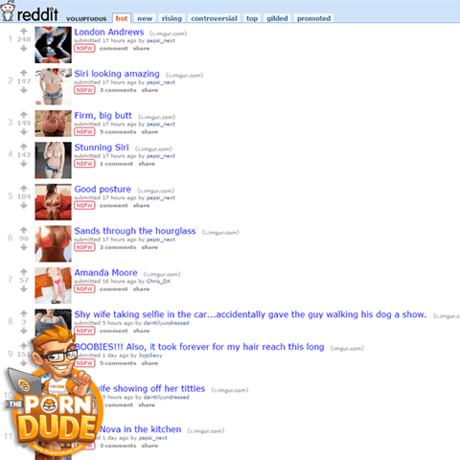 reddit VOLUPTUOUS hot new rising controversial top gilded promoted
1 248 London Andrews (i.imgur.com)
submitted 17 hours ago by pepsi_next
NSFW comment share
2 197 Siri looking amazing (i.imgur.com)
submitted 17 hours ago by pepsi_next
NSFW 3 comments share
3 149 Firm, big butt (i.imgur.com)
submitted 17 hours ago by pepsi_next
NSFW 5 comments share
4 142 Stunning Siri (i.imgur.com)
submitted 17 hours ago by pepsi_next
NSFW 1 comment share
5 104 Good posture (i.imgur.com)
submitted 17 hours ago by pepsi_next
NSFW comment share
6 96 Sands through the hourglass (i.imgur.com)
submitted 17 hours ago by pepsi_next
NSFW 2 comments share
7 52 Amanda Moore (i.imgur.com)
submitted 16 hours ago by Chris_DK
NSFW comment share
8 3 Shy wife taking selfie in the car...accidentally gave the guy walking his dog a show. (i.imgur.com)
submitted 5 hours ago by daintilyundressed
NSFW comment share
9 BOOBIES!!! Also, it took forever for my hair reach this long (imgur.com)
submitted 1 day ago by JojoSexy
NSFW 5 comments share
wife showing off her titties (i.imgur.com)
5 hours ago by daintilyundressed
comment share
11 Nova in the kitchen (i.imgur.com)
1 day ago by pepsi_next
3 comments share
THE PORN DUDE